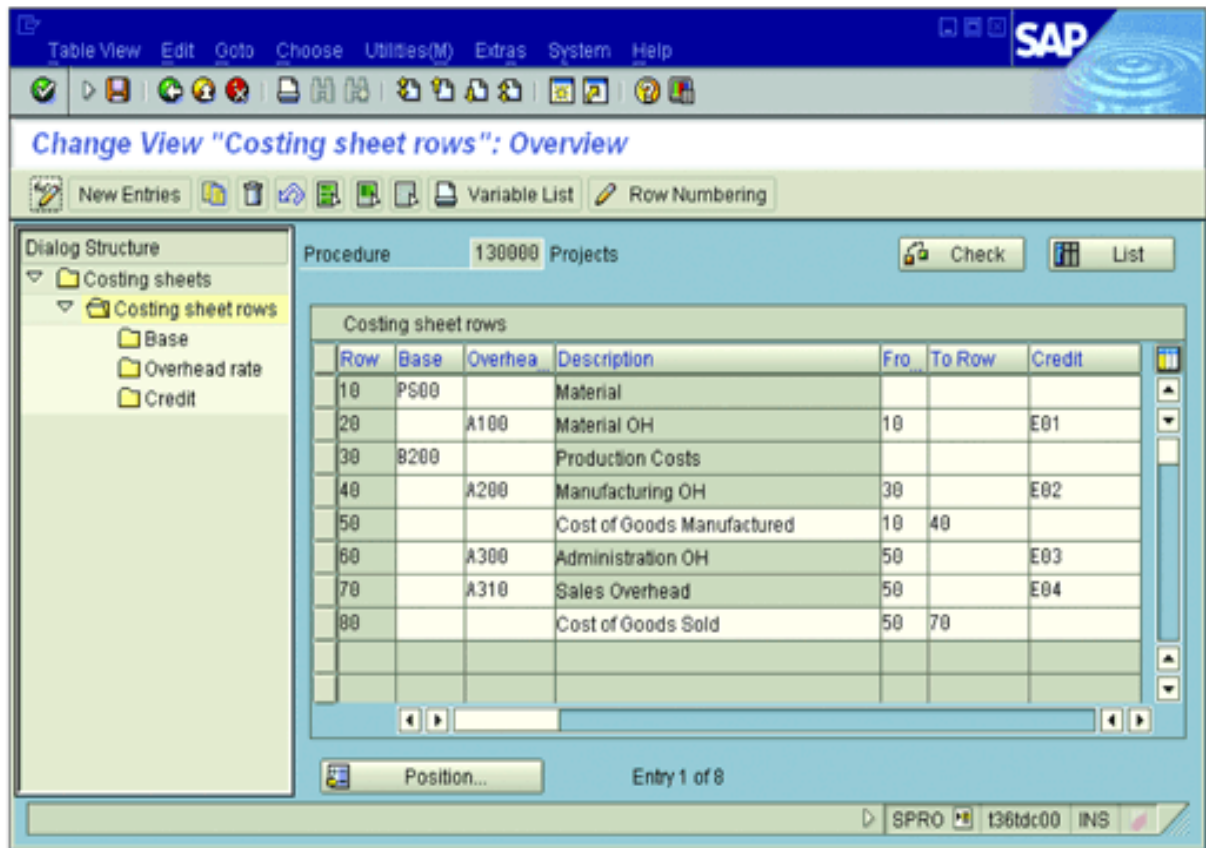 Table View Edit Goto Choose Utilities(M) Extras System Help
SAP
Change View "Costing sheet rows": Overview
New Entries Variable List Row Numbering
Dialog Structure
Costing sheets
Costing sheet rows
Base
Overhead rate
Credit
Procedure 130000 Projects Check List
Costing sheet rows
Row Base Overhea... Description Fro... To Row Credit
10 PS00 Material
20 A100 Material OH 10 E01
30 B200 Production Costs
40 A200 Manufacturing OH 30 E02
50 Cost of Goods Manufactured 10 40
60 A300 Administration OH 50 E03
70 A310 Sales Overhead 50 E04
80 Cost of Goods Sold 50 70
Position... Entry 1 of 8
SPRO t36tdc00 INS